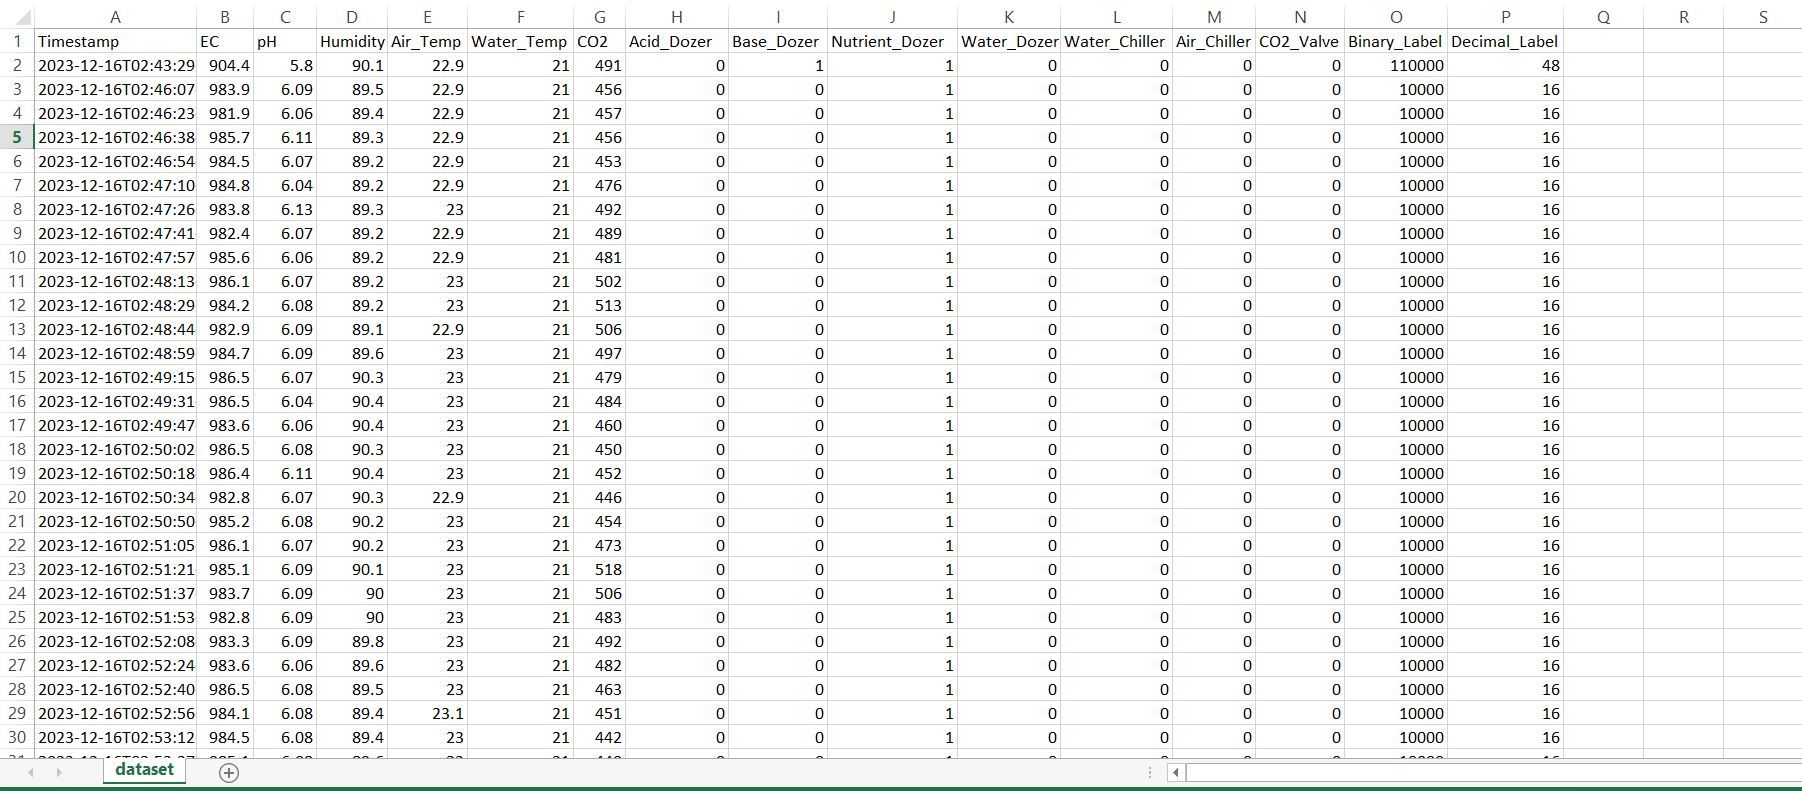 A B C D E F G H I J K L M N O P Q R S
1 Timestamp EC pH Humidity Air_Temp Water_Temp CO2 Acid_Dozer Base_Dozer Nutrient_Dozer Water_Dozer Water_Chiller Air_Chiller CO2_Valve Binary_Label Decimal_Label
2 2023-12-16T02:43:29 904.4 5.8 90.1 22.9 21 491 0 1 1 0 0 0 0 110000 48
3 2023-12-16T02:46:07 983.9 6.09 89.5 22.9 21 456 0 0 1 0 0 0 0 10000 16
4 2023-12-16T02:46:23 981.9 6.06 89.4 22.9 21 457 0 0 1 0 0 0 0 10000 16
5 2023-12-16T02:46:38 985.7 6.11 89.3 22.9 21 456 0 0 1 0 0 0 0 10000 16
6 2023-12-16T02:46:54 984.5 6.07 89.2 22.9 21 453 0 0 1 0 0 0 0 10000 16
7 2023-12-16T02:47:10 984.8 6.04 89.2 22.9 21 476 0 0 1 0 0 0 0 10000 16
8 2023-12-16T02:47:26 983.8 6.13 89.3 23 21 492 0 0 1 0 0 0 0 10000 16
9 2023-12-16T02:47:41 982.4 6.07 89.2 22.9 21 489 0 0 1 0 0 0 0 10000 16
10 2023-12-16T02:47:57 985.6 6.06 89.2 22.9 21 481 0 0 1 0 0 0 0 10000 16
11 2023-12-16T02:48:13 986.1 6.07 89.2 23 21 502 0 0 1 0 0 0 0 10000 16
12 2023-12-16T02:48:29 984.2 6.08 89.2 23 21 513 0 0 1 0 0 0 0 10000 16
13 2023-12-16T02:48:44 982.9 6.09 89.1 22.9 21 506 0 0 1 0 0 0 0 10000 16
14 2023-12-16T02:48:59 984.7 6.09 89.6 23 21 497 0 0 1 0 0 0 0 10000 16
15 2023-12-16T02:49:15 986.5 6.07 90.3 23 21 479 0 0 1 0 0 0 0 10000 16
16 2023-12-16T02:49:31 986.5 6.04 90.4 23 21 484 0 0 1 0 0 0 0 10000 16
17 2023-12-16T02:49:47 983.6 6.06 90.4 23 21 460 0 0 1 0 0 0 0 10000 16
18 2023-12-16T02:50:02 986.5 6.08 90.3 23 21 450 0 0 1 0 0 0 0 10000 16
19 2023-12-16T02:50:18 986.4 6.11 90.4 23 21 452 0 0 1 0 0 0 0 10000 16
20 2023-12-16T02:50:34 982.8 6.07 90.3 22.9 21 446 0 0 1 0 0 0 0 10000 16
21 2023-12-16T02:50:50 985.2 6.08 90.2 23 21 454 0 0 1 0 0 0 0 10000 16
22 2023-12-16T02:51:05 986.1 6.07 90.2 23 21 473 0 0 1 0 0 0 0 10000 16
23 2023-12-16T02:51:21 985.1 6.09 90.1 23 21 518 0 0 1 0 0 0 0 10000 16
24 2023-12-16T02:51:37 983.7 6.09 90 23 21 506 0 0 1 0 0 0 0 10000 16
25 2023-12-16T02:51:53 982.8 6.09 90 23 21 483 0 0 1 0 0 0 0 10000 16
26 2023-12-16T02:52:08 983.3 6.09 89.8 23 21 492 0 0 1 0 0 0 0 10000 16
27 2023-12-16T02:52:24 983.6 6.06 89.6 23 21 482 0 0 1 0 0 0 0 10000 16
28 2023-12-16T02:52:40 986.5 6.08 89.5 23 21 463 0 0 1 0 0 0 0 10000 16
29 2023-12-16T02:52:56 984.1 6.08 89.4 23.1 21 451 0 0 1 0 0 0 0 10000 16
30 2023-12-16T02:53:12 984.5 6.08 89.4 23 21 442 0 0 1 0 0 0 0 10000 16
dataset